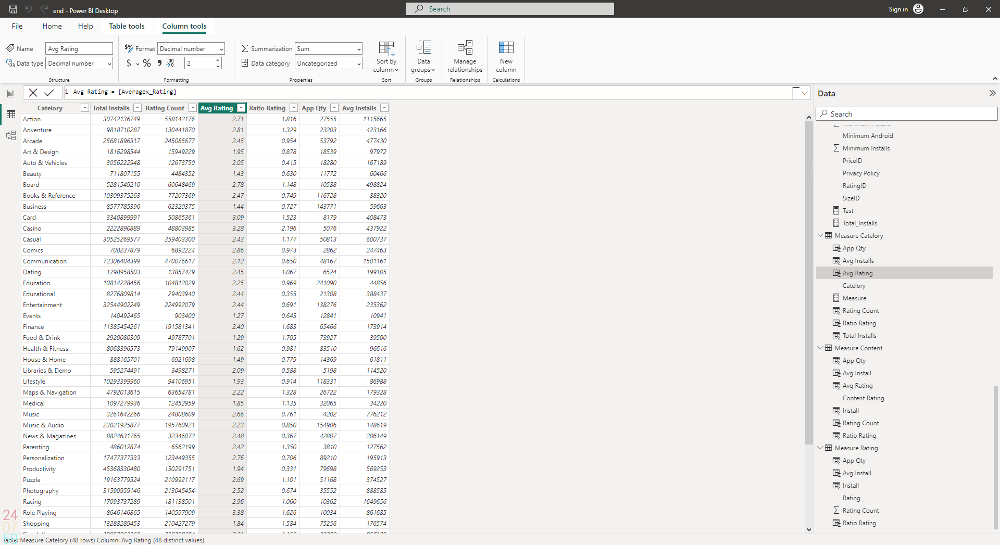 end - Power BI Desktop
Search
Sign in
File
Home
Help
Table tools
Column tools
Name
Avg Rating
Data type
Decimal number
Structure
Format
Decimal number
$ % 9 .00
2
Formatting
Summarization
Sum
Data category
Uncategorized
Properties
Sort by
column
Sort
Data
groups
Groups
Manage
relationships
Relationships
New
column
Calculations
1 Avg Rating = [Averagex_Rating]
Catelory Total Installs Rating Count Avg Rating Ratio Rating App Qty Avg Installs
Action 30742136749 558142176 2.71 1.816 27555 1115665
Adventure 9818710287 130441870 2.81 1.329 23203 423166
Arcade 25681896317 245085677 2.45 0.954 53792 477430
Art & Design 1816298544 15949229 1.95 0.878 18539 97972
Auto & Vehicles 3056222948 12673750 2.05 0.415 18280 167189
Beauty 711807155 4484352 1.43 0.630 11772 60466
Board 5281549210 60648469 2.78 1.148 10588 498824
Books & Reference 10309375263 77207369 2.47 0.749 116728 88320
Business 8577785396 62320375 1.44 0.727 143771 59663
Card 3340899991 50865361 3.09 1.523 8179 408473
Casino 2222890889 48803985 3.28 2.196 5076 437922
Casual 30525269577 359403300 2.43 1.177 50813 600737
Comics 708237879 6892224 2.86 0.973 2862 247463
Communication 72306404399 470076617 2.12 0.650 48167 1501161
Dating 1298958503 13857429 2.45 1.067 6524 199105
Education 10814228456 104812029 2.25 0.969 241090 44856
Educational 8276809814 29403940 2.44 0.355 21308 388437
Entertainment 32544902249 224992079 2.44 0.691 138276 235362
Events 140492465 903400 1.27 0.643 12841 10941
Finance 11385454261 191581341 2.40 1.683 65466 173914
Food & Drink 2920080309 49787701 1.29 1.705 73927 39500
Health & Fitness 8068396573 79149907 1.62 0.981 83510 96616
House & Home 888165701 6921698 1.49 0.779 14369 61811
Libraries & Demo 595274491 3498271 2.09 0.588 5198 114520
Lifestyle 10293399960 94106951 1.93 0.914 118331 86988
Maps & Navigation 4792013615 63654781 2.22 1.328 26722 179328
Medical 1097279936 12452959 1.85 1.135 32065 34220
Music 3261642266 24808609 2.66 0.761 4202 776212
Music & Audio 23021925877 195760921 2.23 0.850 154906 148619
News & Magazines 8824631765 32346072 2.48 0.367 42807 206149
Parenting 486012874 6562199 2.42 1.350 3810 127562
Personalization 17477377333 123449355 2.76 0.706 89210 195913
Productivity 45368330480 150291751 1.94 0.331 79698 569253
Puzzle 19163779524 210992117 2.69 1.101 51168 374527
Photography 31590959146 213045454 2.52 0.674 35552 888585
Racing 17093737289 181138501 2.96 1.060 10362 1649656
Role Playing 8646146865 140597909 3.38 1.626 10034 861685
Shopping 13288289453 210427279 1.84 1.584 75256 176574
24
07
59
Table: Measure Catelory (48 rows) Column: Avg Rating (48 distinct values)
Data
Search
Minimum Android
Minimum Installs
PriceID
Privacy Policy
RatingID
SizeID
Test
Total_Installs
Measure Catelory
App Qty
Avg Installs
Avg Rating
Catelory
Measure
Rating Count
Ratio Rating
Total Installs
Measure Content
App Qty
Avg Install
Avg Rating
Content Rating
Install
Rating Count
Ratio Rating
Measure Rating
App Qty
Avg Install
Install
Rating
Rating Count
Ratio Rating